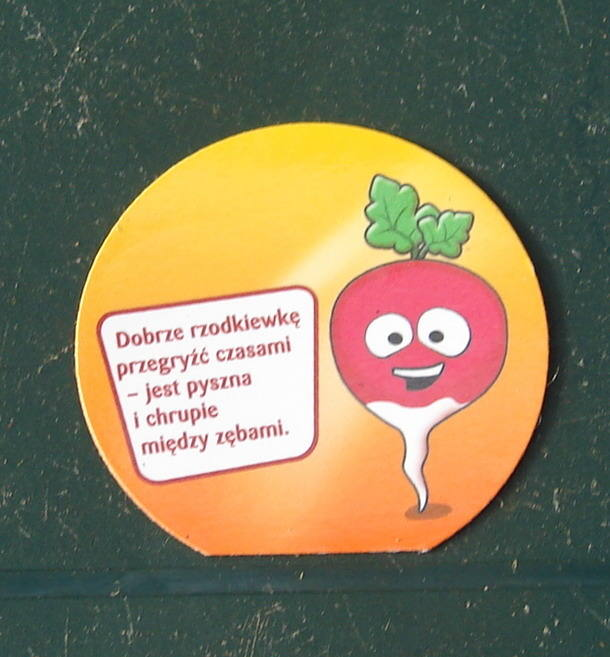 Dobrze rzodkiewkę
przegryźć czasami
– jest pyszna
i chrupie
między zębami.